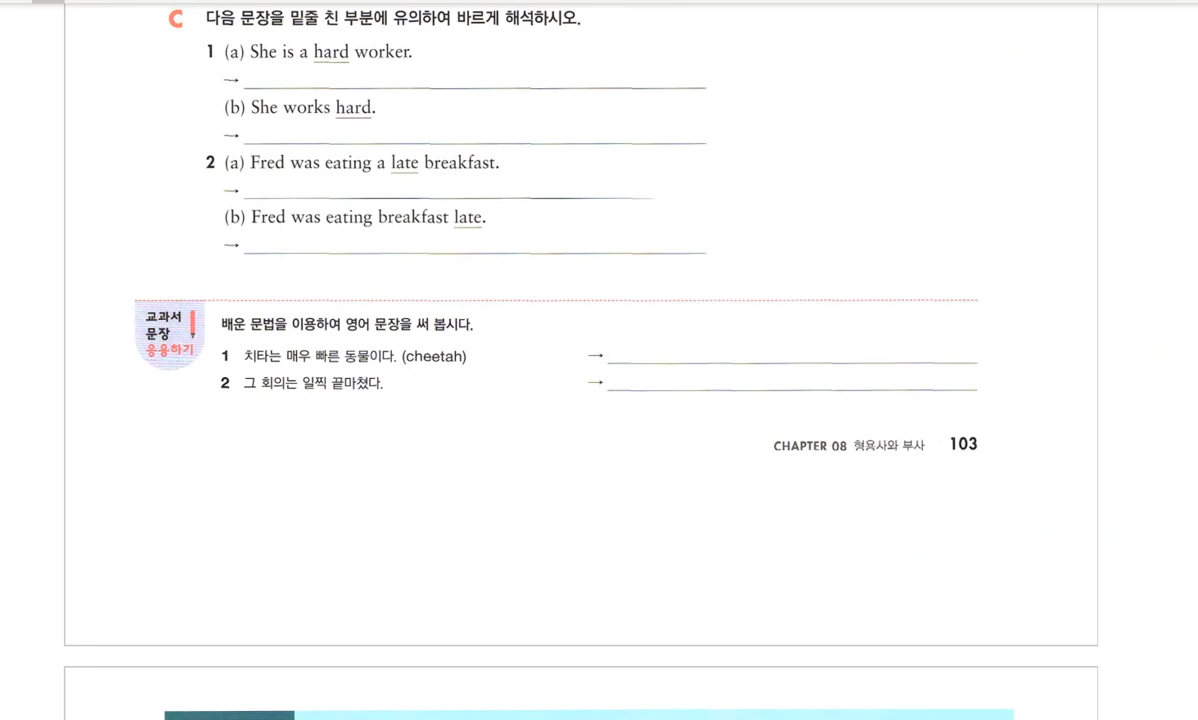 C 다음 문장을 밑줄 친 부분에 유의하여 바르게 해석하시오.
1 (a) She is a hard worker.
→
(b) She works hard.
→
2 (a) Fred was eating a late breakfast.
→
(b) Fred was eating breakfast late.
→
교과서
문장
응용하기
배운 문법을 이용하여 영어 문장을 써 봅시다.
1 치타는 매우 빠른 동물이다. (cheetah) →
2 그 회의는 일찍 끝마쳤다. →
CHAPTER 08 형용사와 부사 103